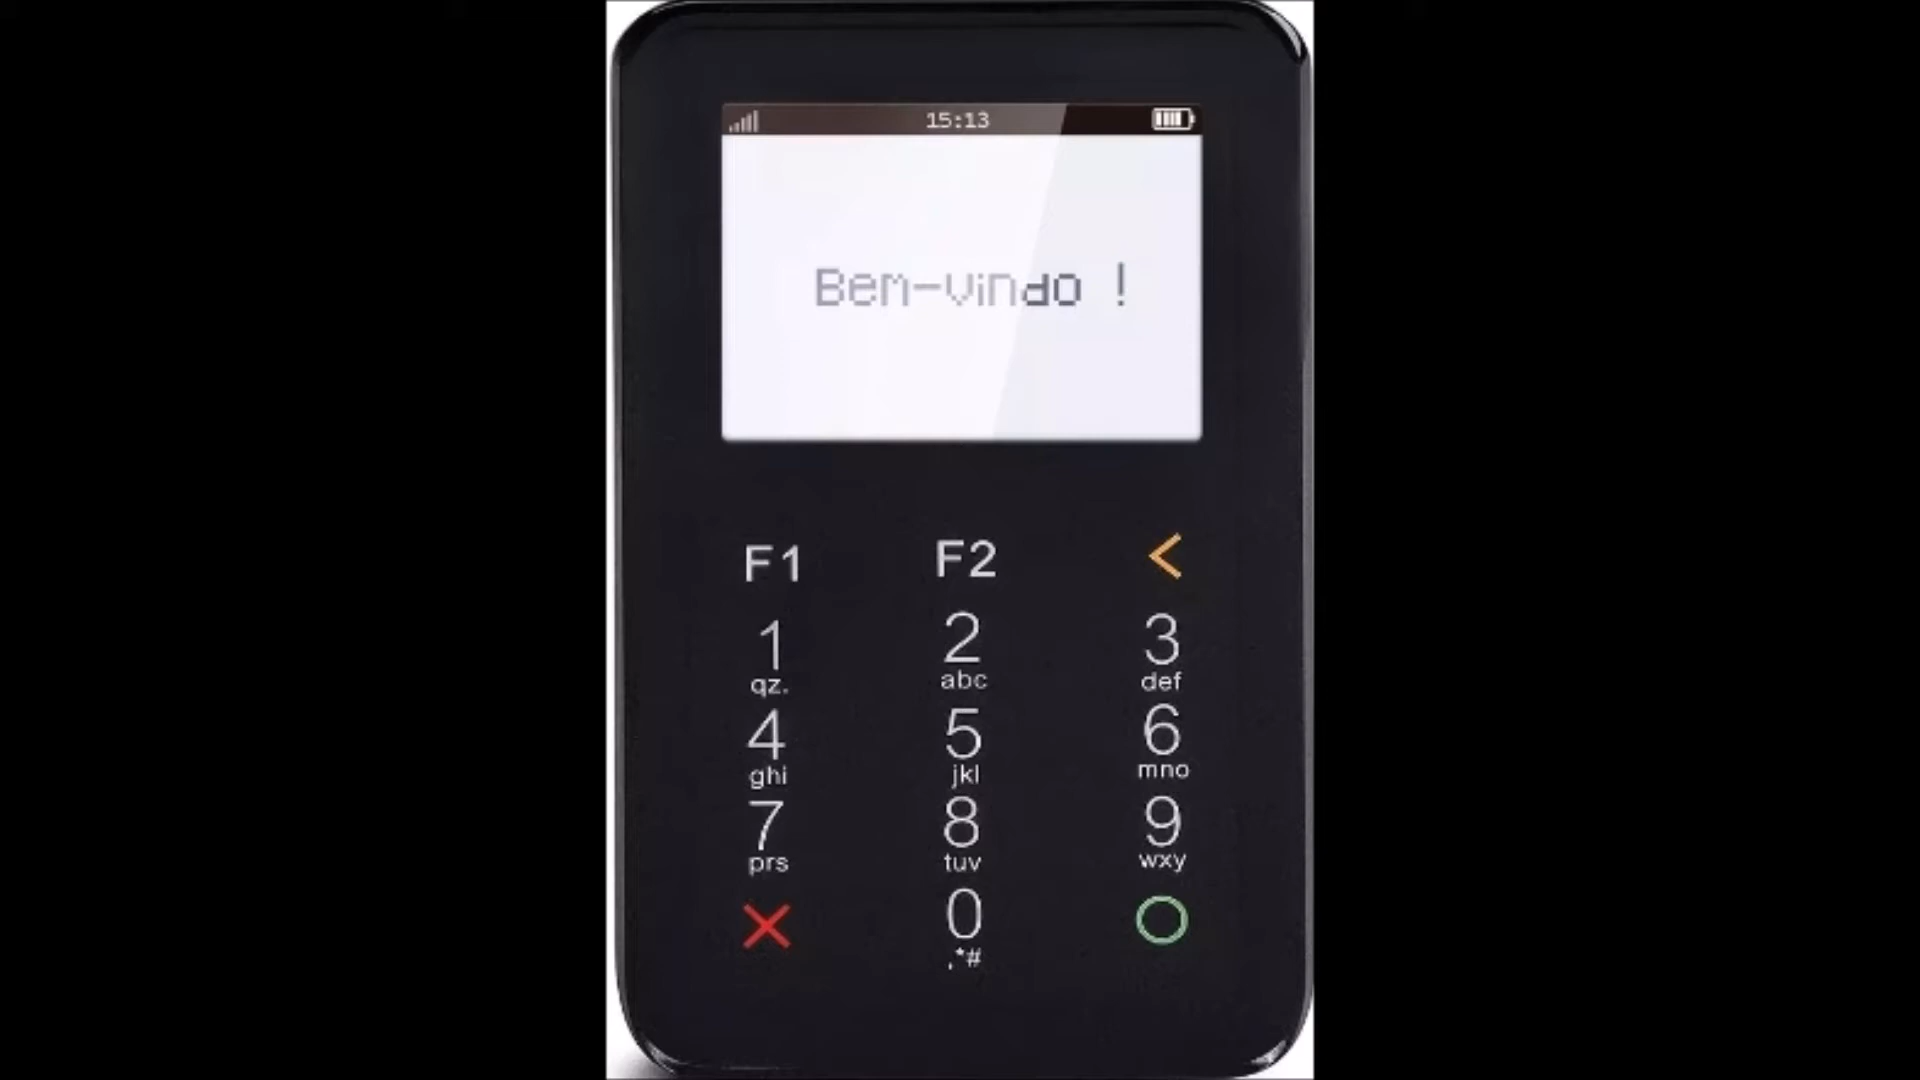 15:13
Bem-vindo !
F1 F2 <
1 2 3
qz. abc def
4 5 6
ghi jkl mno
7 8 9
prs tuv wxy
0
,*#